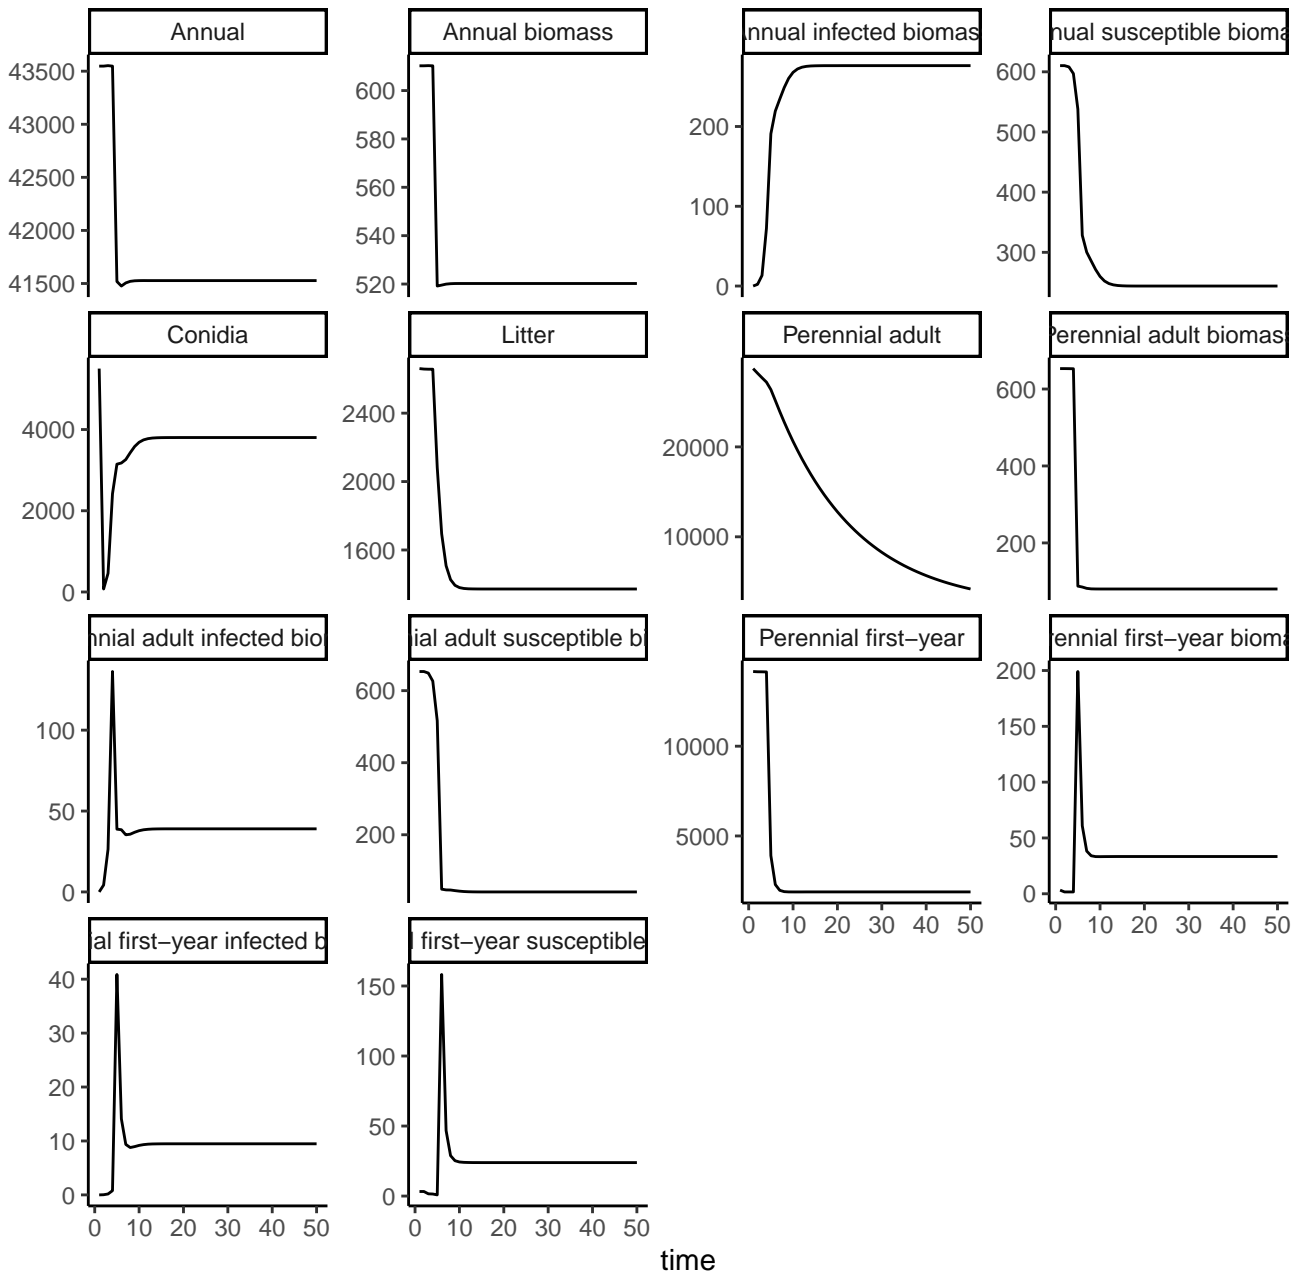 Annual
Annual biomass
Annual infected biomas
nual susceptible bioma
43500
43000
42500
42000
41500
600
580
560
540
520
200
100
0
600
500
400
300
Conidia
Litter
Perennial adult
Perennial adult biomas
4000
2000
0
2400
2000
1600
20000
10000
600
400
200
nnial adult infected bio
ial adult susceptible bi
Perennial first−year
rennial first−year bioma
100
50
0
600
400
200
10000
5000
200
150
100
50
0
0 10 20 30 40 50
0 10 20 30 40 50
ial first−year infected b
l first−year susceptible
40
30
20
10
0
150
100
50
0
0 10 20 30 40 50
0 10 20 30 40 50
time